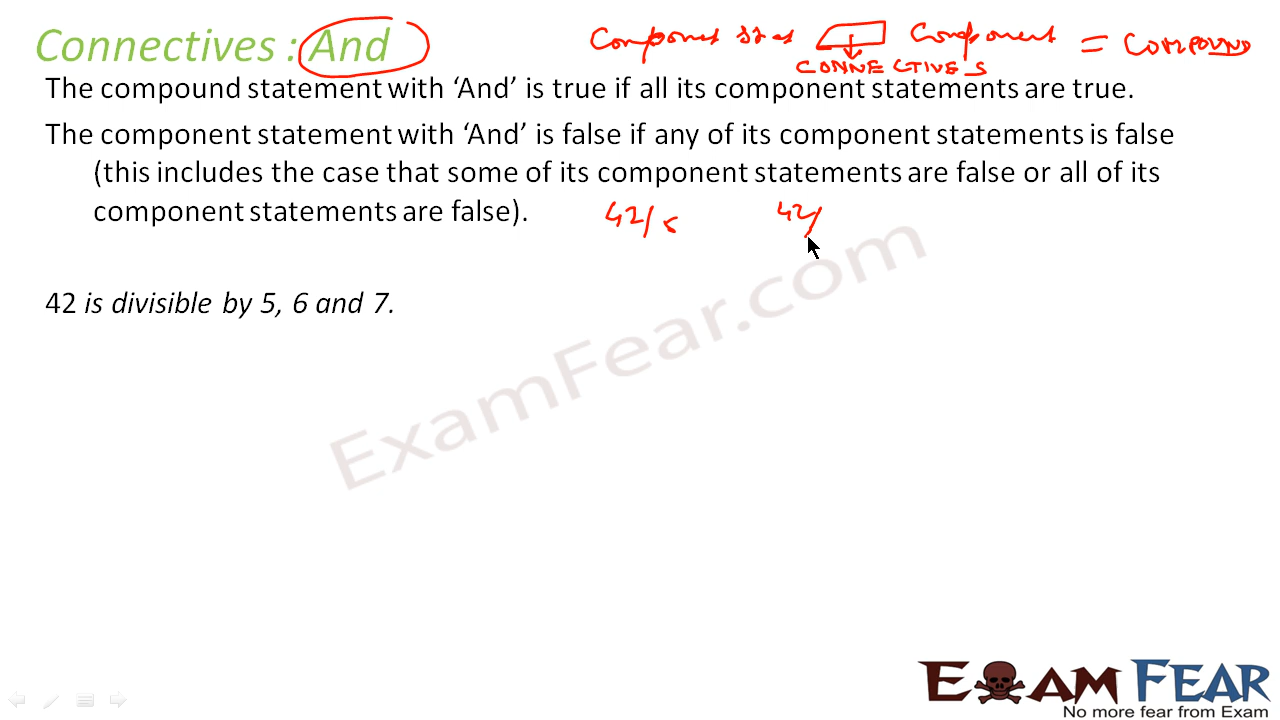 Connectives : And
Component = COMPOUND
CONNECTIVES
The compound statement with ‘And’ is true if all its component statements are true.
The component statement with ‘And’ is false if any of its component statements is false
(this includes the case that some of its component statements are false or all of its
component statements are false).
42/5 42/
42 is divisible by 5, 6 and 7.
ExamFear.com
EXAM FEAR
No more fear from Exam